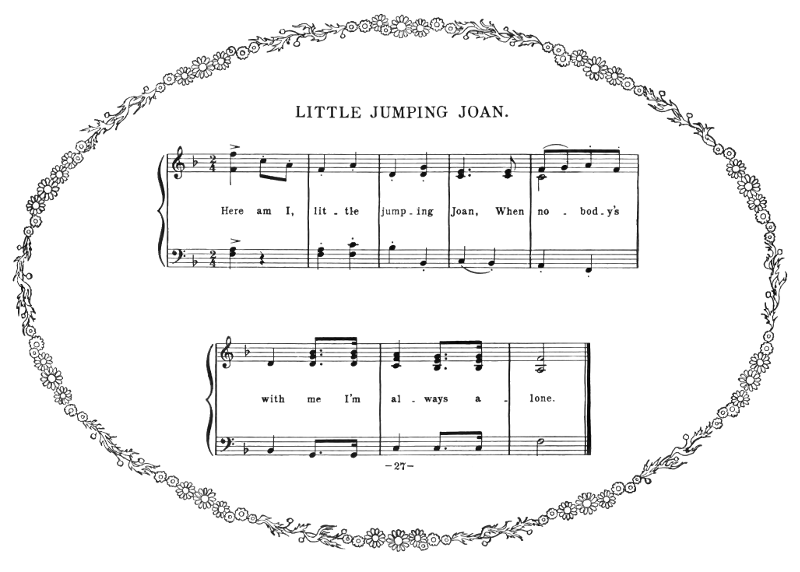 LITTLE JUMPING JOAN.
Here am I, lit - tle jump - ing Joan, When no - bod - y's
with me I'm al - ways a - lone.
-27-